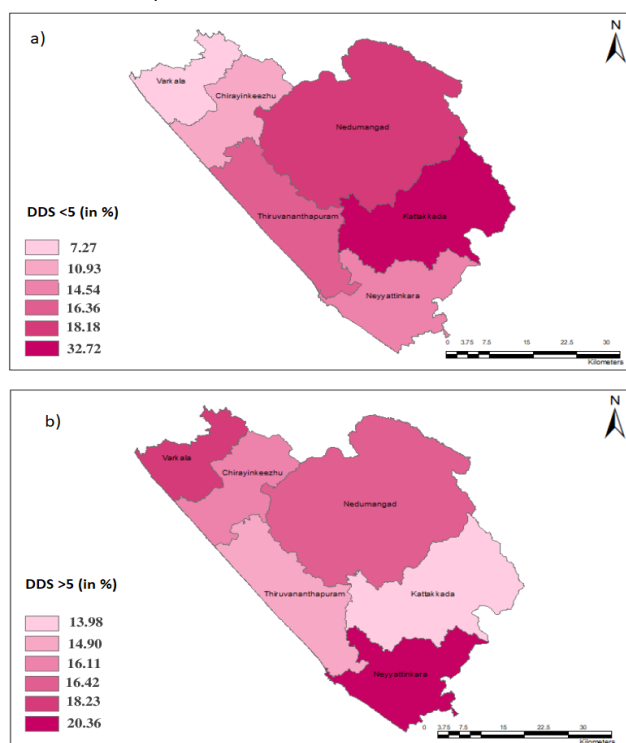 a)
N
Varkala
Chirayinkeezhu
Nedumangad
DDS <5 (in %)
Thiruvananthapuram
Kattakkada
7.27
10.93
14.54
Neyyattinkara
16.36
18.18
32.72
0 3.75 7.5 15 22.5 30
Kilometers
b)
N
Varkala
Chirayinkeezhu
Nedumangad
DDS >5 (in %)
Thiruvananthapuram
Kattakkada
13.98
14.90
16.11
16.42
Neyyattinkara
18.23
20.36
0 3.75 7.5 15 22.5 30
Kilometers